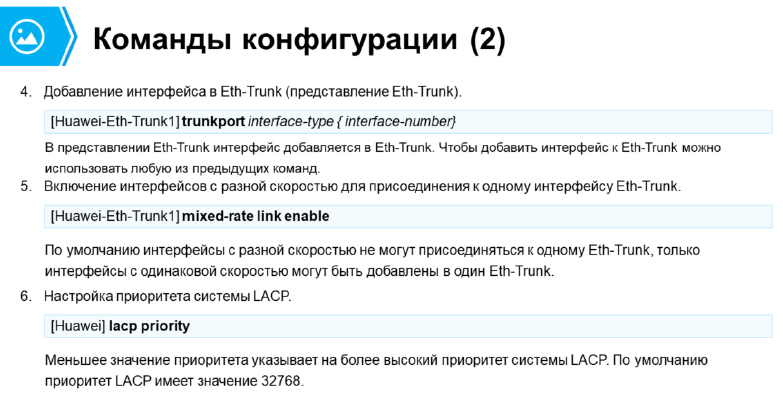 Команды конфигурации (2)
4. Добавление интерфейса в Eth-Trunk (представление Eth-Trunk).
[Huawei-Eth-Trunk1] trunkport interface-type { interface-number}
В представлении Eth-Trunk интерфейс добавляется в Eth-Trunk. Чтобы добавить интерфейс к Eth-Trunk можно
использовать любую из предыдущих команд.
5. Включение интерфейсов с разной скоростью для присоединения к одному интерфейсу Eth-Trunk.
[Huawei-Eth-Trunk1] mixed-rate link enable
По умолчанию интерфейсы с разной скоростью не могут присоединяться к одному Eth-Trunk, только
интерфейсы с одинаковой скоростью могут быть добавлены в один Eth-Trunk.
6. Настройка приоритета системы LACP.
[Huawei] lacp priority
Меньшее значение приоритета указывает на более высокий приоритет системы LACP. По умолчанию
приоритет LACP имеет значение 32768.